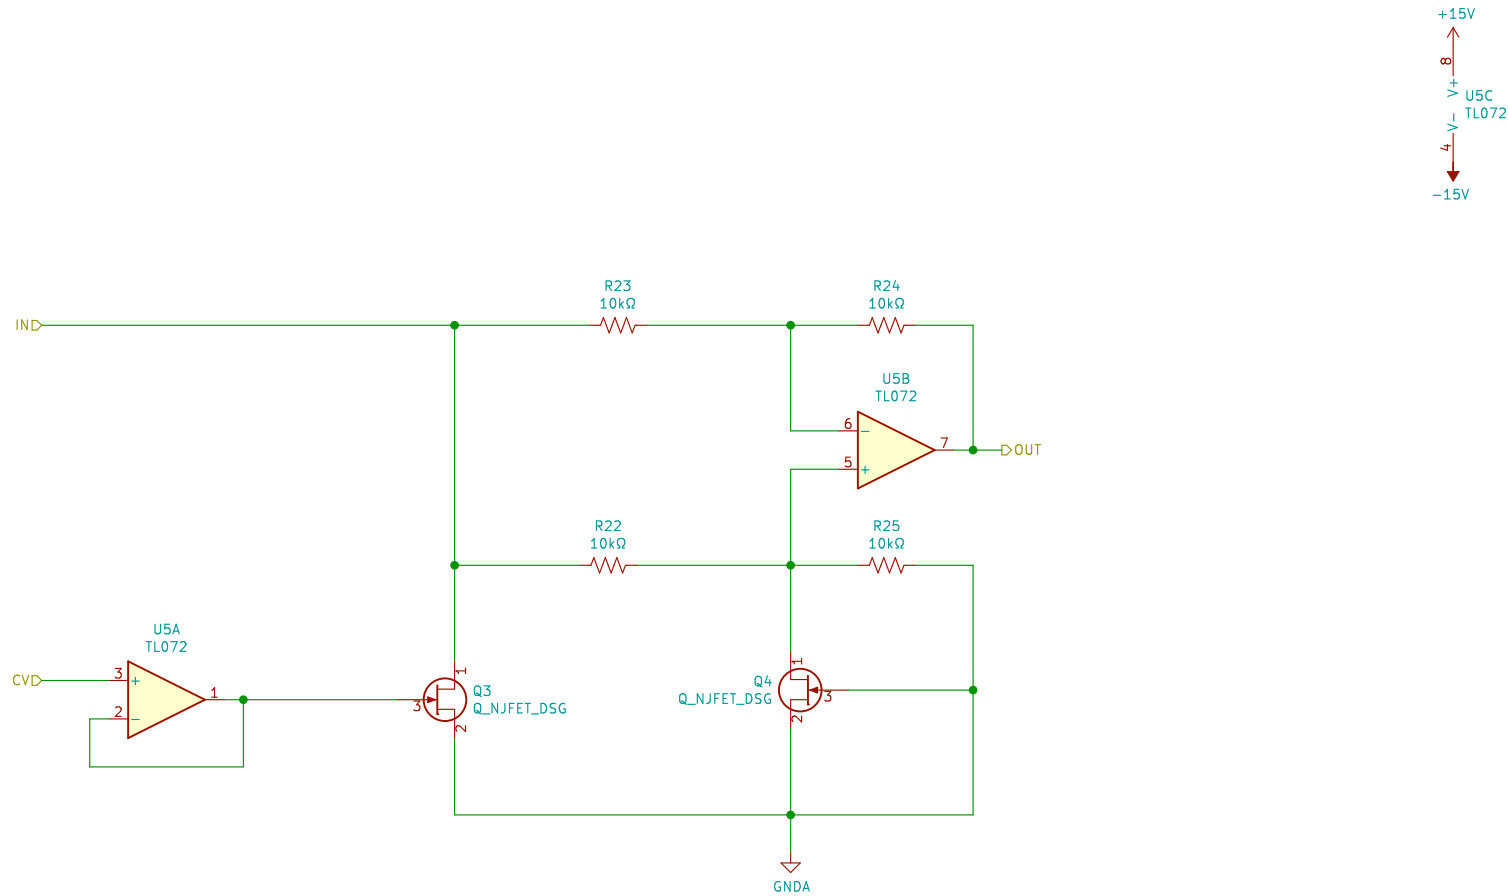 +15V
8
V+
U5C
TL072
V-
4
-15V
R23
10kΩ
R24
10kΩ
IN
U5B
TL072
6
-
7
OUT
5
+
R22
10kΩ
R25
10kΩ
U5A
TL072
CV
3
+
1
2
-
1
Q3
Q_NJFET_DSG
3
2
1
Q4
Q_NJFET_DSG
3
2
GNDA